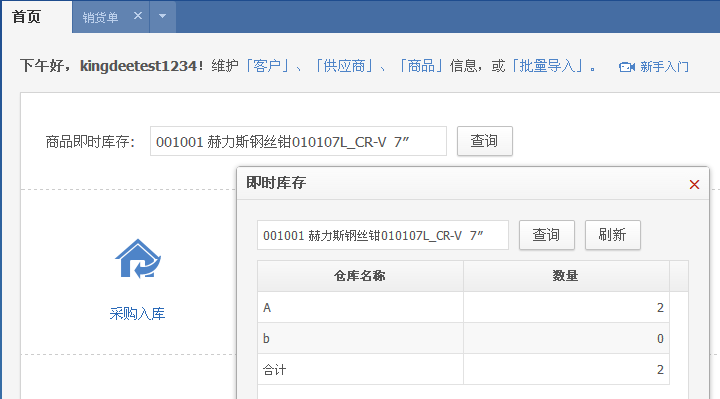 首页 销货单
下午好，kingdeetest1234！维护「客户」、「供应商」、「商品」信息，或「批量导入」。 新手入门
商品即时库存： 001001 赫力斯钢丝钳010107L_CR-V 7″ 查询
即时库存
001001 赫力斯钢丝钳010107L_CR-V 7″ 查询 刷新
仓库名称 数量
A 2
b 0
合计 2
采购入库